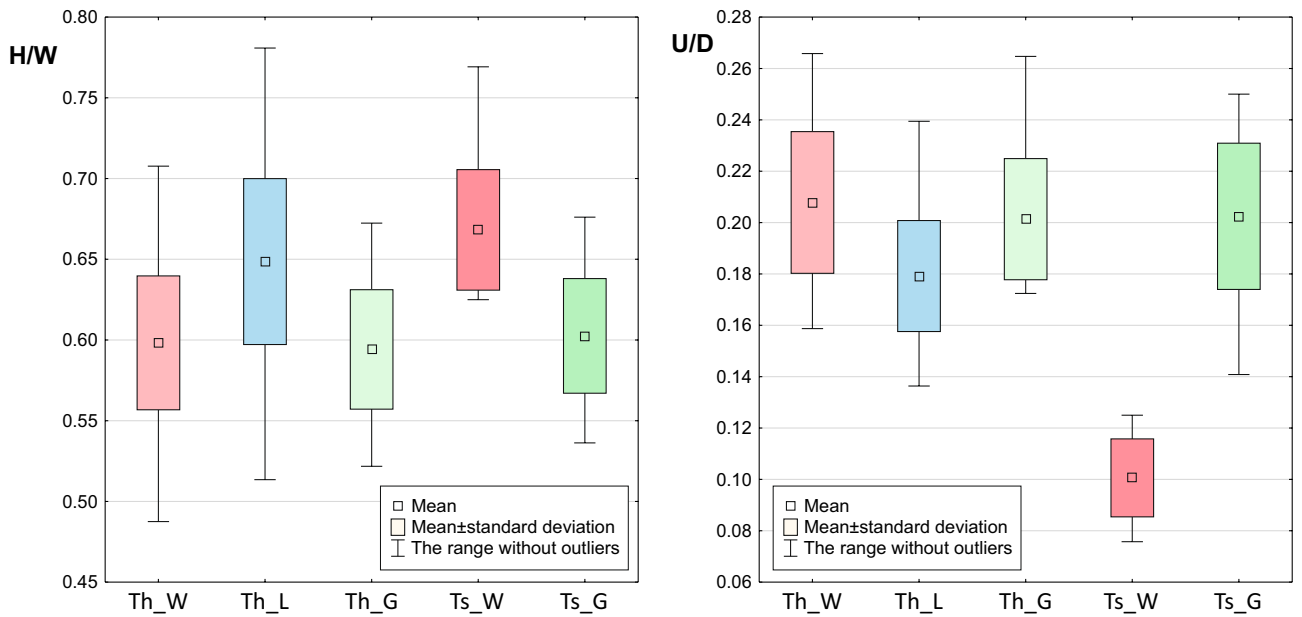 H/W
0.80
0.75
0.70
0.65
0.60
0.55
0.50
0.45
Mean
Mean±standard deviation
The range without outliers
Th_W Th_L Th_G Ts_W Ts_G
U/D
0.28
0.26
0.24
0.22
0.20
0.18
0.16
0.14
0.12
0.10
0.08
0.06
Mean
Mean±standard deviation
The range without outliers
Th_W Th_L Th_G Ts_W Ts_G